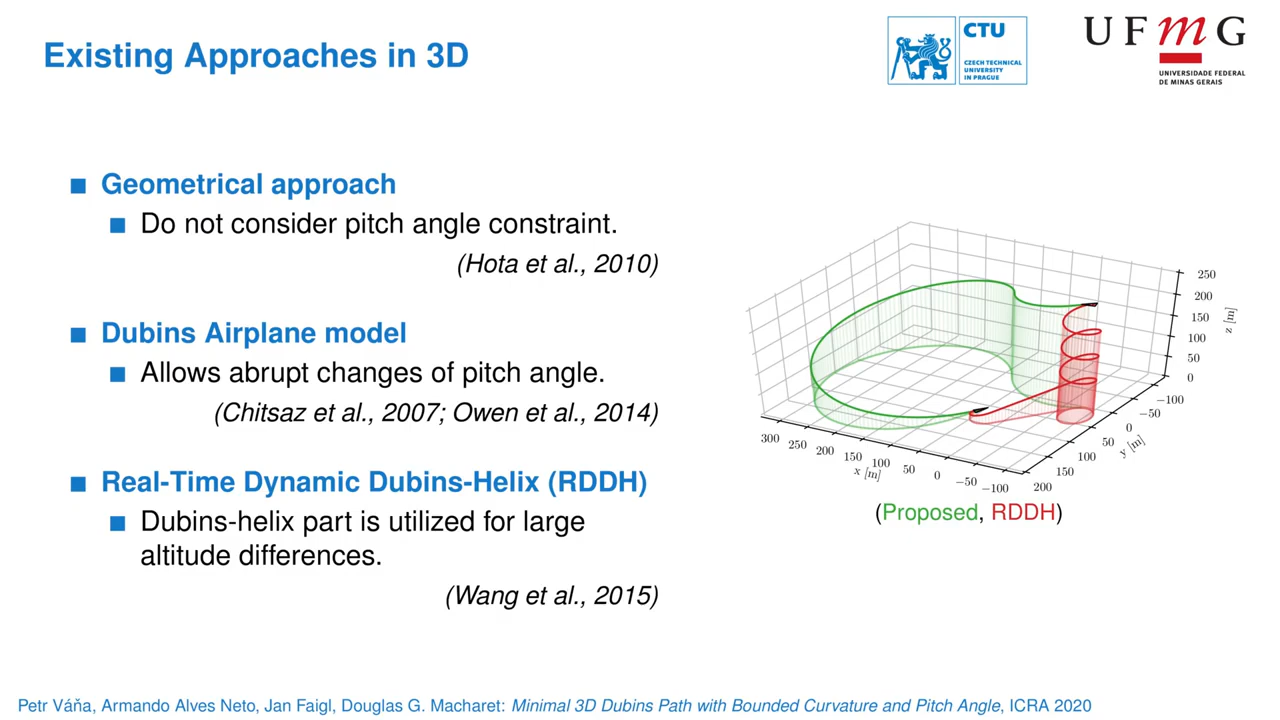 Existing Approaches in 3D
CTU
CZECH TECHNICAL
UNIVERSITY
IN PRAGUE
UFmG
UNIVERSIDADE FEDERAL
DE MINAS GERAIS
Geometrical approach
Do not consider pitch angle constraint.
(Hota et al., 2010)
Dubins Airplane model
Allows abrupt changes of pitch angle.
(Chitsaz et al., 2007; Owen et al., 2014)
Real-Time Dynamic Dubins-Helix (RDDH)
Dubins-helix part is utilized for large
altitude differences.
(Wang et al., 2015)
250
200
150
100
50
0
z [m]
300
250
200
150
100
50
0
−50
−100
x [m]
−100
−50
0
50
100
150
200
y [m]
(Proposed, RDDH)
Petr Váňa, Armando Alves Neto, Jan Faigl, Douglas G. Macharet: Minimal 3D Dubins Path with Bounded Curvature and Pitch Angle, ICRA 2020